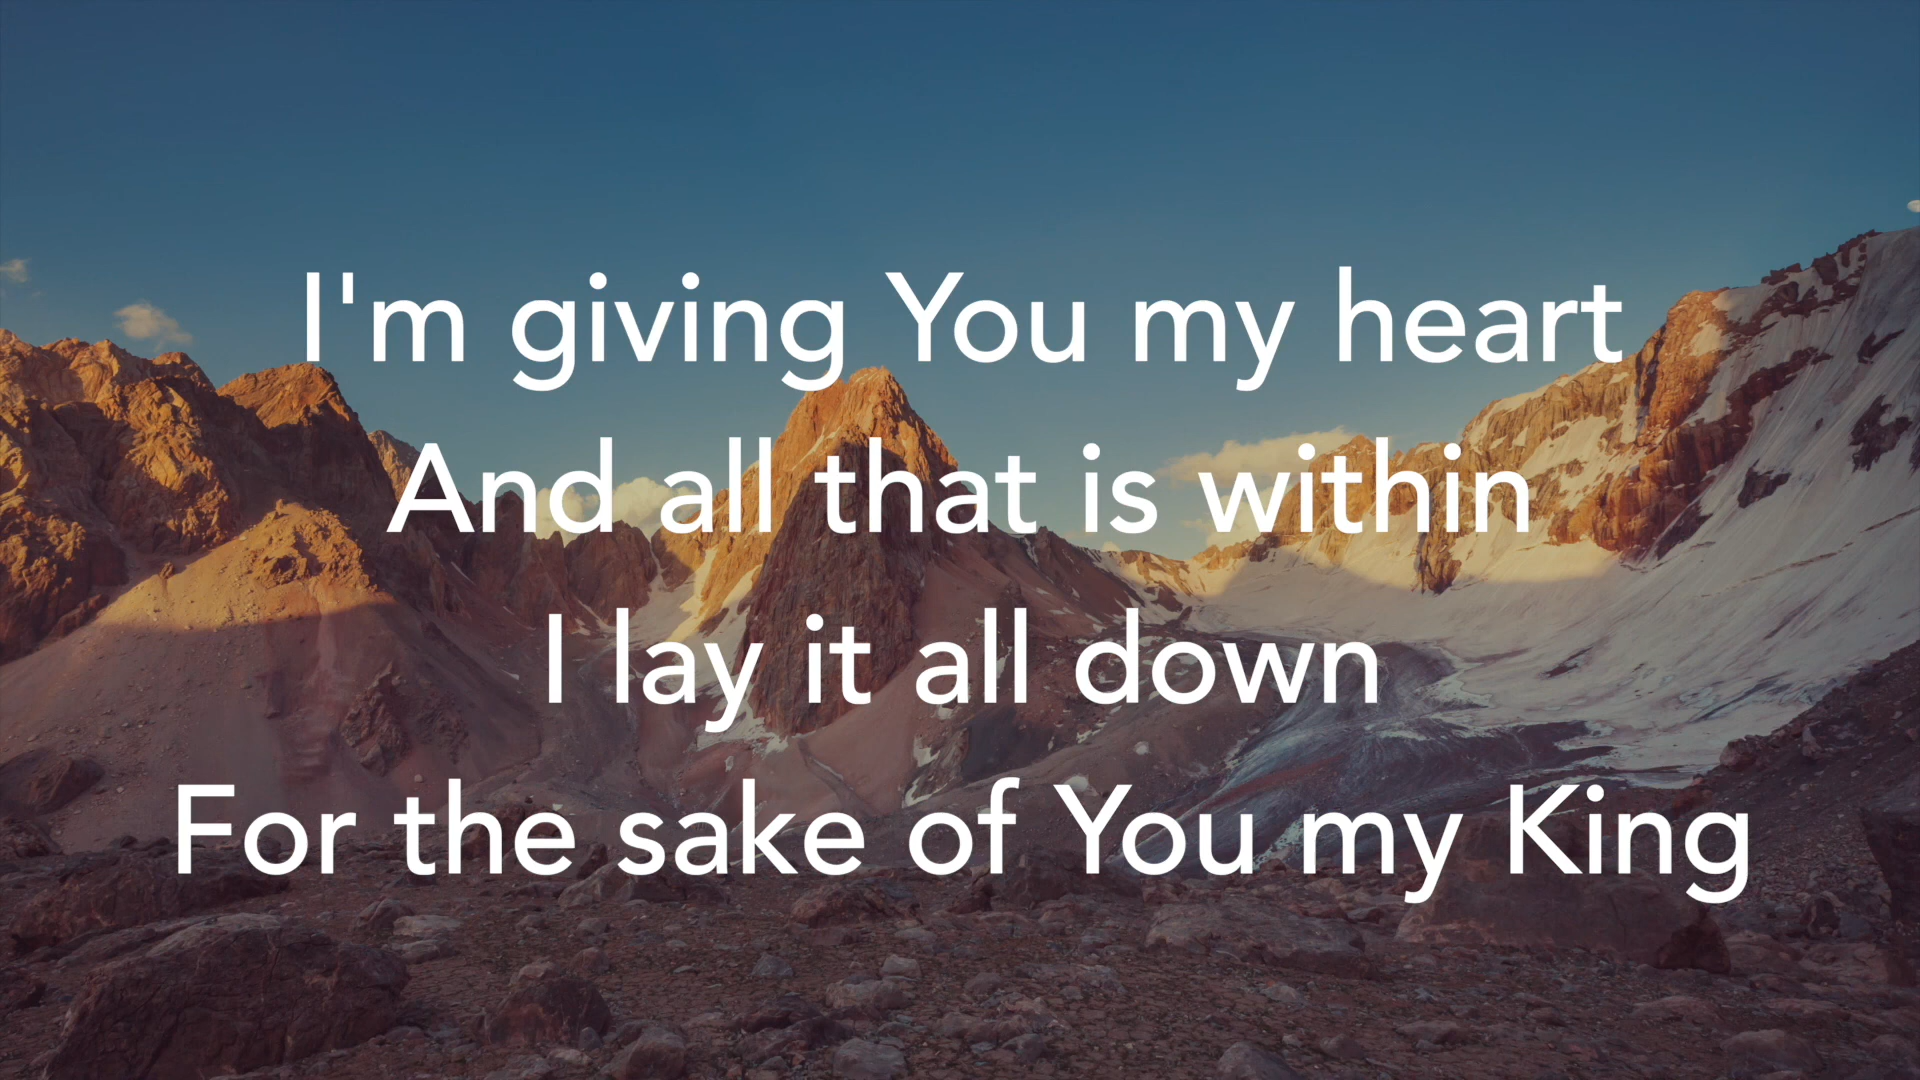 I'm giving You my heart
And all that is within
I lay it all down
For the sake of You my King